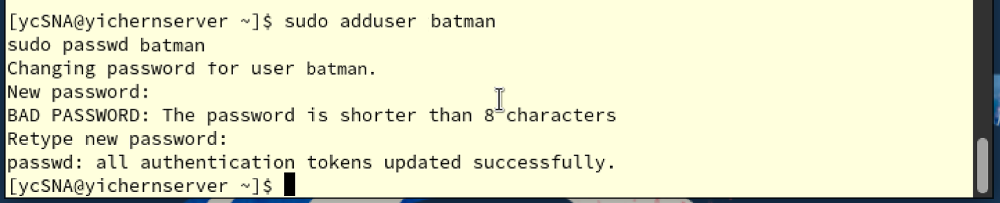 [ycSNA@yichernserver ~]$ sudo adduser batman
sudo passwd batman
Changing password for user batman.
New password:
BAD PASSWORD: The password is shorter than 8 characters
Retype new password:
passwd: all authentication tokens updated successfully.
[ycSNA@yichernserver ~]$